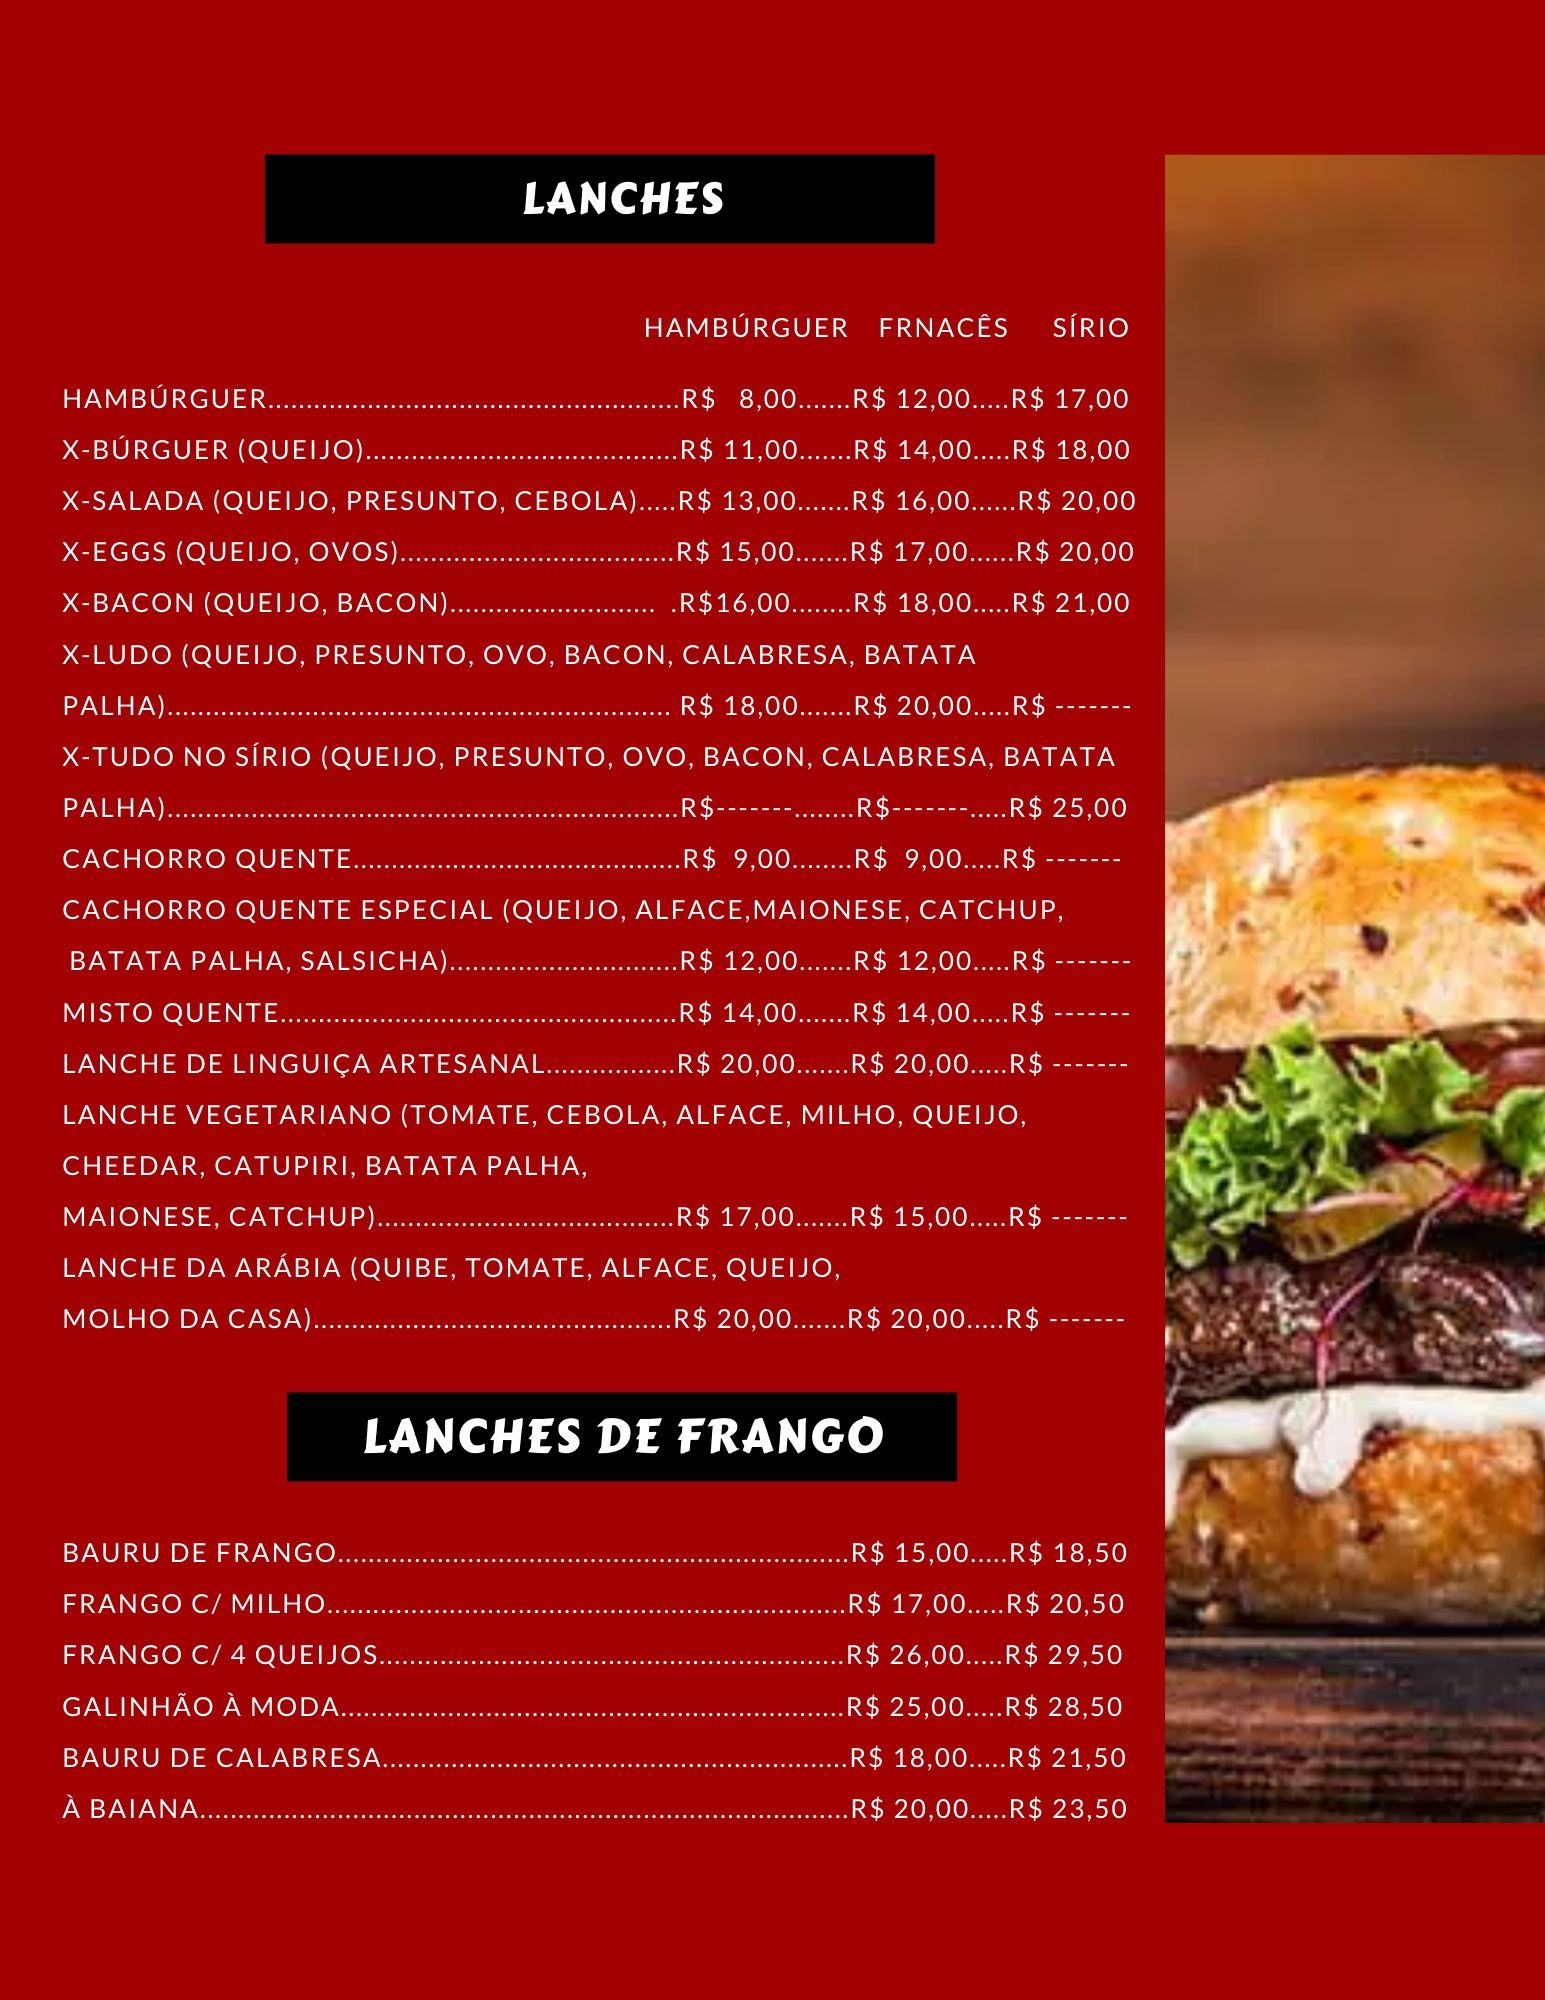 LANCHES
HAMBÚRGUER FRNACÊS SÍRIO
HAMBÚRGUER......................................................R$ 8,00.......R$ 12,00.....R$ 17,00
X-BÚRGUER (QUEIJO).........................................R$ 11,00.......R$ 14,00.....R$ 18,00
X-SALADA (QUEIJO, PRESUNTO, CEBOLA).....R$ 13,00.......R$ 16,00......R$ 20,00
X-EGGS (QUEIJO, OVOS)....................................R$ 15,00.......R$ 17,00......R$ 20,00
X-BACON (QUEIJO, BACON)........................... .R$16,00........R$ 18,00.....R$ 21,00
X-LUDO (QUEIJO, PRESUNTO, OVO, BACON, CALABRESA, BATATA
PALHA).................................................................. R$ 18,00.......R$ 20,00.....R$ -------
X-TUDO NO SÍRIO (QUEIJO, PRESUNTO, OVO, BACON, CALABRESA, BATATA
PALHA)...................................................................R$-------........R$-------.....R$ 25,00
CACHORRO QUENTE...........................................R$ 9,00........R$ 9,00.....R$ -------
CACHORRO QUENTE ESPECIAL (QUEIJO, ALFACE,MAIONESE, CATCHUP,
BATATA PALHA, SALSICHA)..............................R$ 12,00.......R$ 12,00.....R$ -------
MISTO QUENTE....................................................R$ 14,00.......R$ 14,00.....R$ -------
LANCHE DE LINGUIÇA ARTESANAL.................R$ 20,00.......R$ 20,00.....R$ -------
LANCHE VEGETARIANO (TOMATE, CEBOLA, ALFACE, MILHO, QUEIJO,
CHEEDAR, CATUPIRI, BATATA PALHA,
MAIONESE, CATCHUP).......................................R$ 17,00.......R$ 15,00.....R$ -------
LANCHE DA ARÁBIA (QUIBE, TOMATE, ALFACE, QUEIJO,
MOLHO DA CASA)...............................................R$ 20,00.......R$ 20,00.....R$ -------
LANCHES DE FRANGO
BAURU DE FRANGO...................................................................R$ 15,00.....R$ 18,50
FRANGO C/ MILHO....................................................................R$ 17,00.....R$ 20,50
FRANGO C/ 4 QUEIJOS.............................................................R$ 26,00.....R$ 29,50
GALINHÃO À MODA..................................................................R$ 25,00.....R$ 28,50
BAURU DE CALABRESA.............................................................R$ 18,00.....R$ 21,50
À BAIANA.....................................................................................R$ 20,00.....R$ 23,50